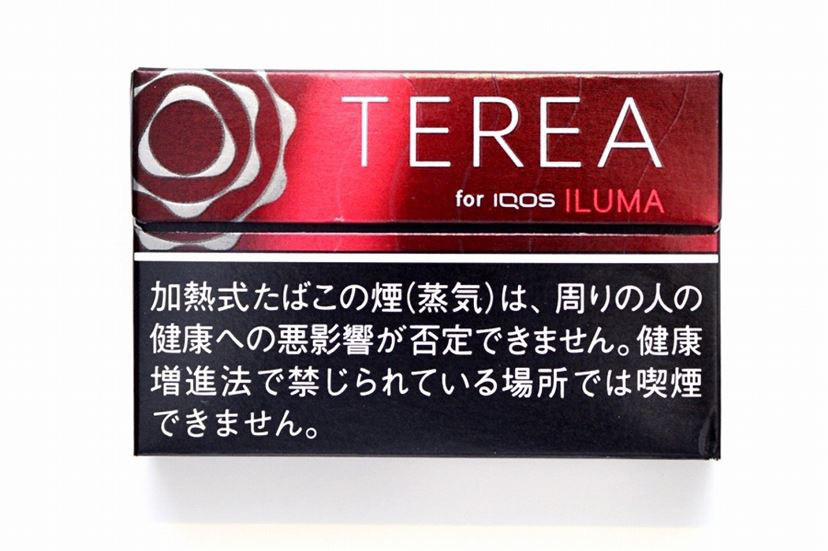 TEREA
for IQOS ILUMA
加熱式たばこの煙(蒸気)は、周りの人の
健康への悪影響が否定できません。健康
増進法で禁じられている場所では喫煙
できません。